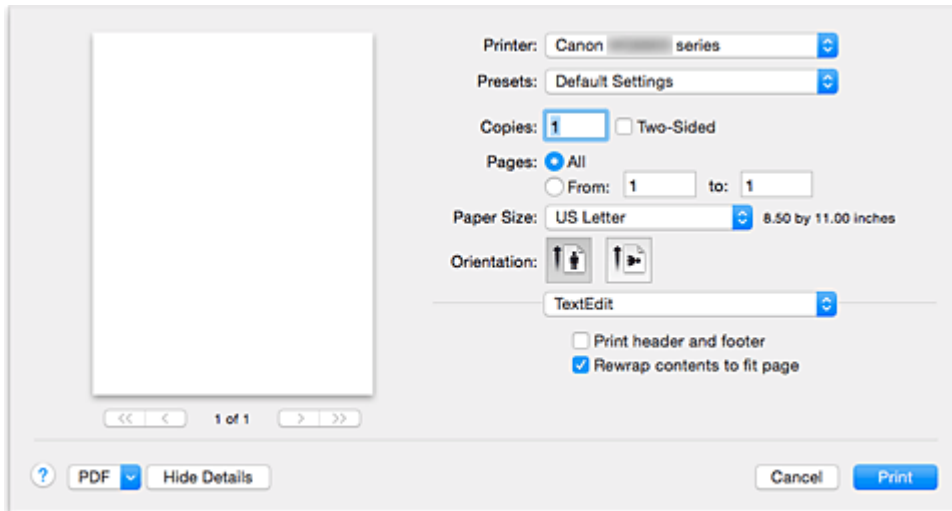 Printer: Canon series
Presets: Default Settings
Copies: 1 Two-Sided
Pages: All
From: 1 to: 1
Paper Size: US Letter 8.50 by 11.00 inches
Orientation:
TextEdit
Print header and footer
Rewrap contents to fit page
<< < 1 of 1 > >>
? PDF Hide Details Cancel Print